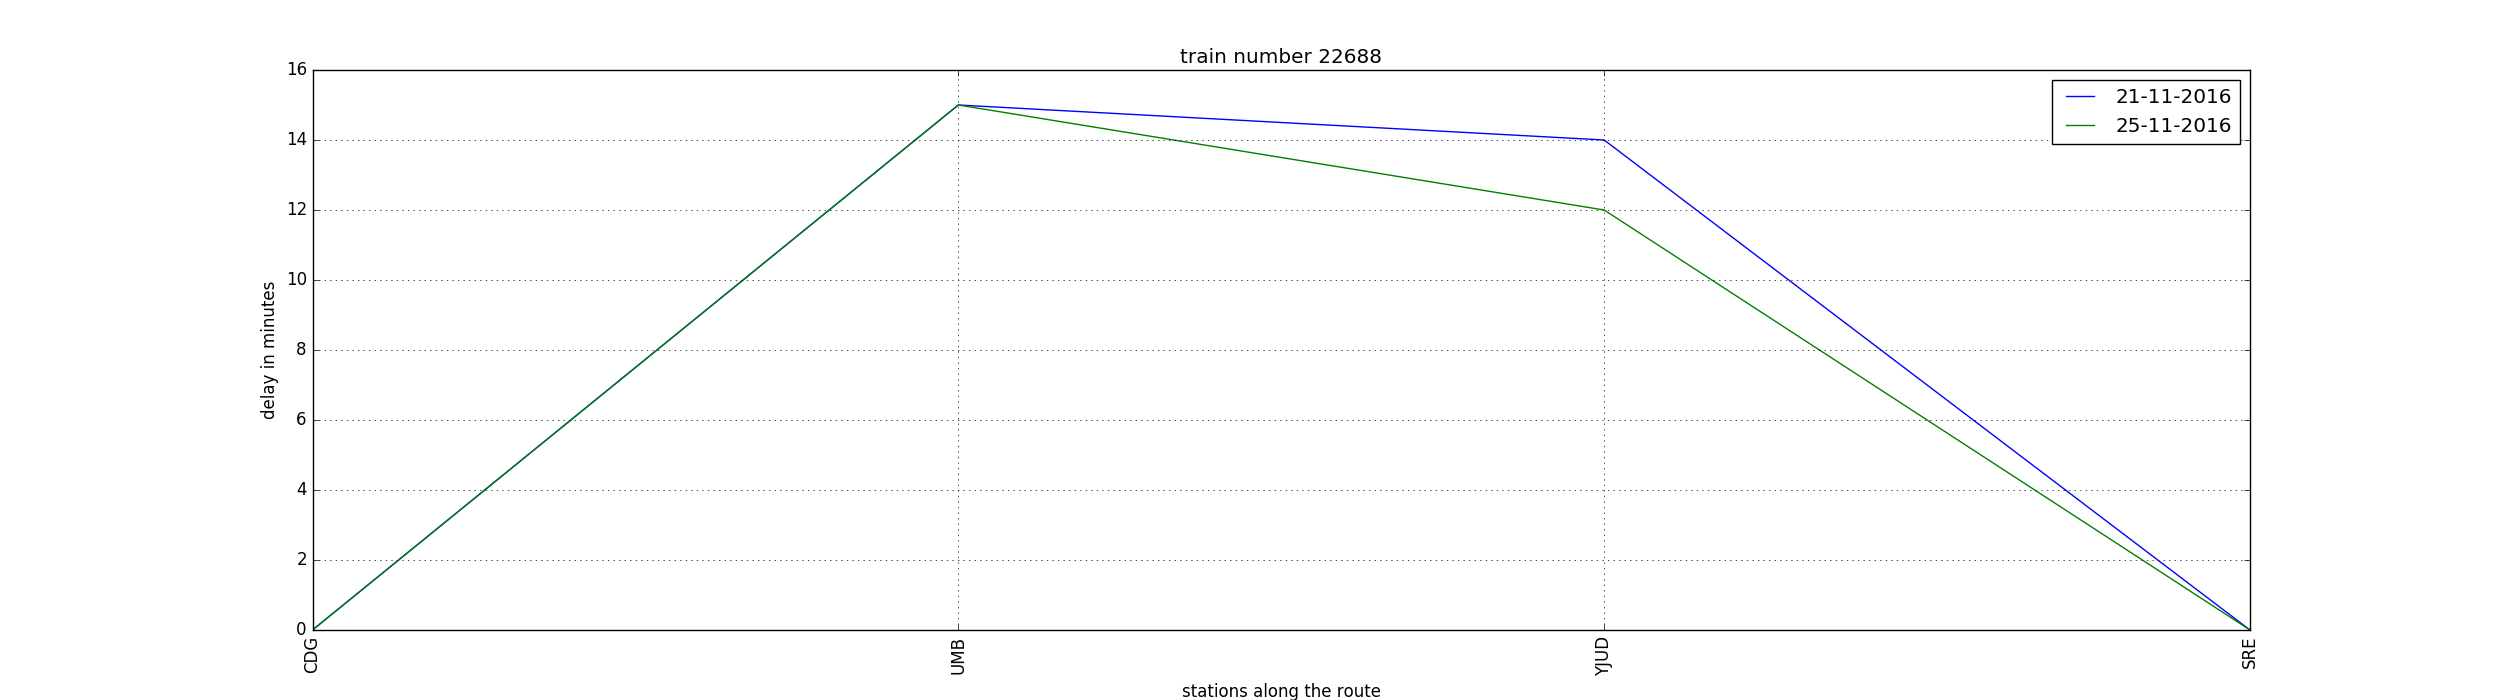 train number 22688
16
14
12
10
8
6
4
2
0
delay in minutes
21-11-2016
25-11-2016
CDG
UMB
YJUD
SRE
stations along the route